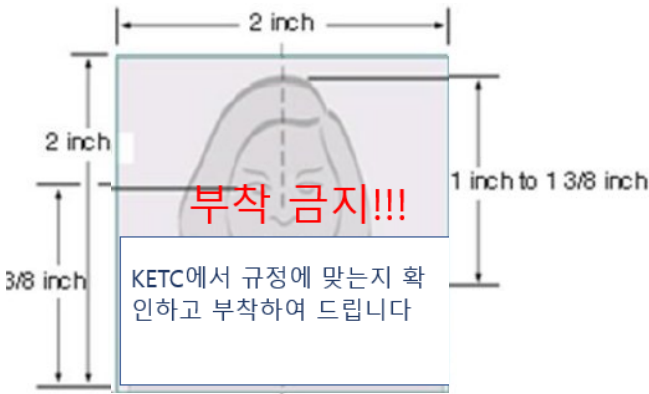 2 inch
2 inch
1 inch to 1 3/8 inch
부착 금지!!!
3/8 inch
KETC에서 규정에 맞는지 확
인하고 부착하여 드립니다